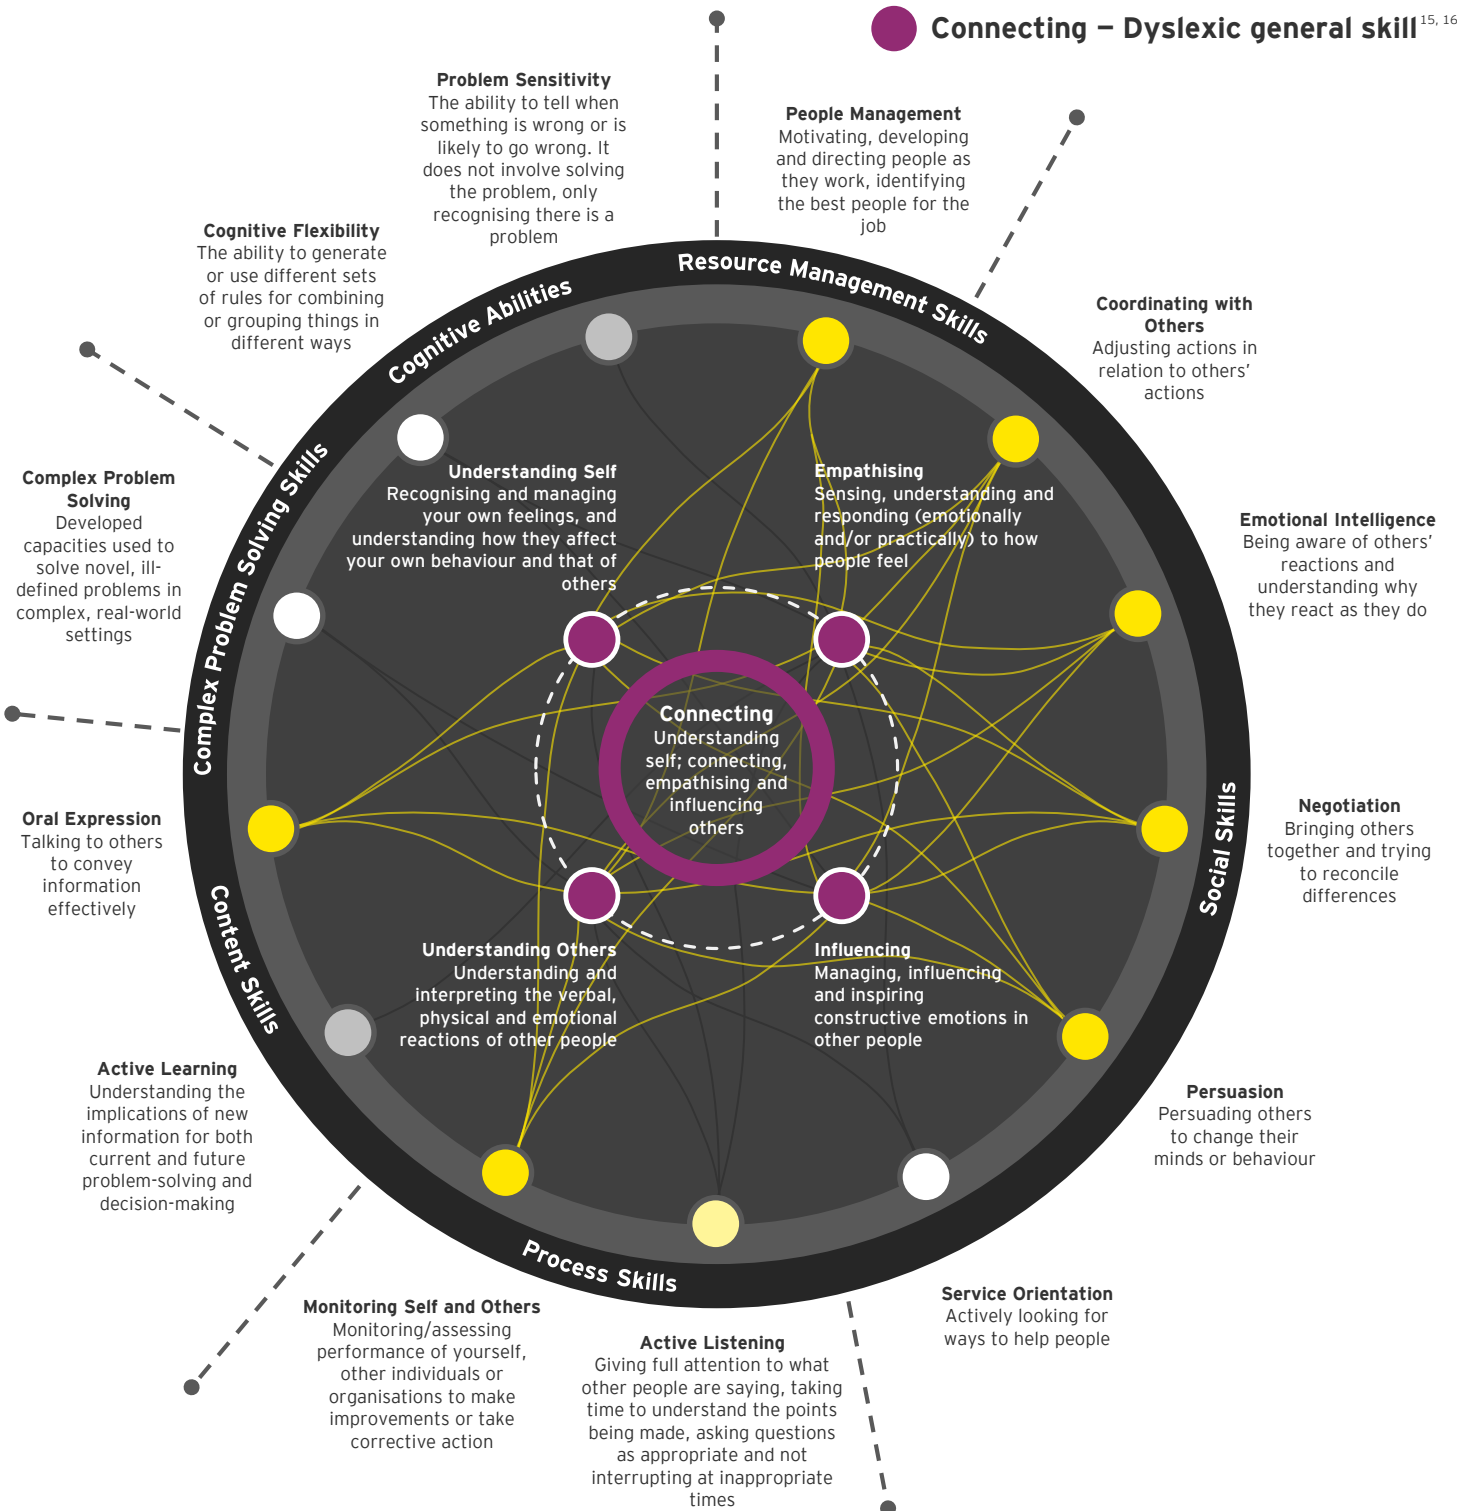 Connecting – Dyslexic general skill 15, 16
Problem Sensitivity
The ability to tell when
something is wrong or is
likely to go wrong. It
does not involve solving
the problem, only
recognising there is a
problem
People Management
Motivating, developing
and directing people as
they work, identifying
the best people for the
job
Cognitive Flexibility
The ability to generate
or use different sets
of rules for combining
or grouping things in
different ways
Coordinating with
Others
Adjusting actions in
relation to others'
actions
Complex Problem
Solving
Developed
capacities used to
solve novel, ill-
defined problems in
complex, real-world
settings
Emotional Intelligence
Being aware of others'
reactions and
understanding why
they react as they do
Oral Expression
Talking to others
to convey
information
effectively
Negotiation
Bringing others
together and trying
to reconcile
differences
Active Learning
Understanding the
implications of new
information for both
current and future
problem-solving and
decision-making
Persuasion
Persuading others
to change their
minds or behaviour
Monitoring Self and Others
Monitoring/assessing
performance of yourself,
other individuals or
organisations to make
improvements or take
corrective action
Active Listening
Giving full attention to what
other people are saying, taking
time to understand the points
being made, asking questions
as appropriate and not
interrupting at inappropriate
times
Service Orientation
Actively looking for
ways to help people
Cognitive Abilities
Resource Management Skills
Complex Problem Solving Skills
Content Skills
Process Skills
Social Skills
Understanding Self
Recognising and managing
your own feelings, and
understanding how they affect
your own behaviour and that of
others
Empathising
Sensing, understanding and
responding (emotionally
and/or practically) to how
people feel
Connecting
Understanding
self; connecting,
empathising and
influencing
others
Understanding Others
Understanding and
interpreting the verbal,
physical and emotional
reactions of other people
Influencing
Managing, influencing
and inspiring
constructive emotions in
other people